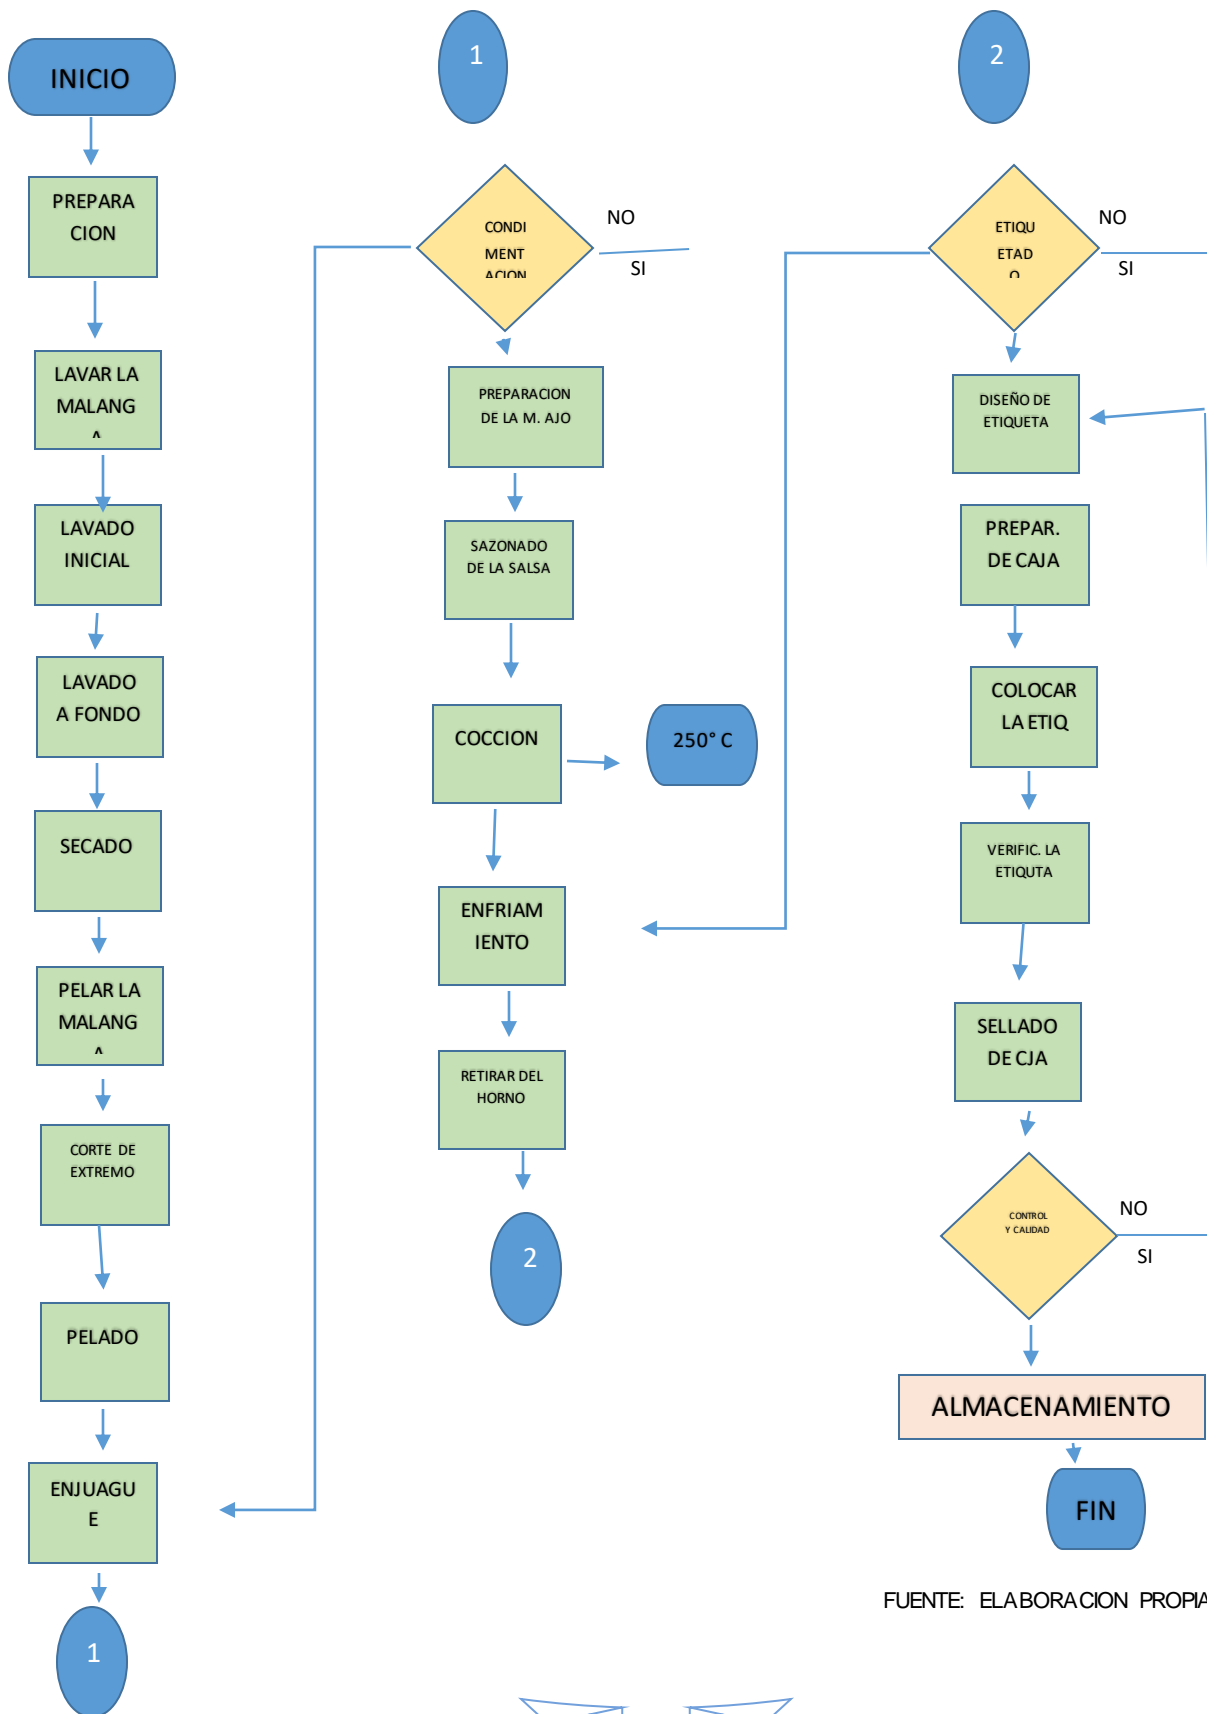 INICIO
PREPARA
CION
LAVAR LA
MALANG
A
LAVADO
INICIAL
LAVADO
A FONDO
SECADO
PELAR LA
MALANG
A
CORTE DE
EXTREMO
PELADO
ENJUAGU
E
1
1
CONDI
MENT
ACION
NO
SI
PREPARACION
DE LA M. AJO
SAZONADO
DE LA SALSA
COCCION
250° C
ENFRIAM
IENTO
RETIRAR DEL
HORNO
2
2
ETIQU
ETAD
O
NO
SI
DISEÑO DE
ETIQUETA
PREPAR.
DE CAJA
COLOCAR
LA ETIQ
VERIFIC. LA
ETIQUTA
SELLADO
DE CJA
CONTROL
Y CALIDAD
NO
SI
ALMACENAMIENTO
FIN
FUENTE: ELABORACION PROPIA